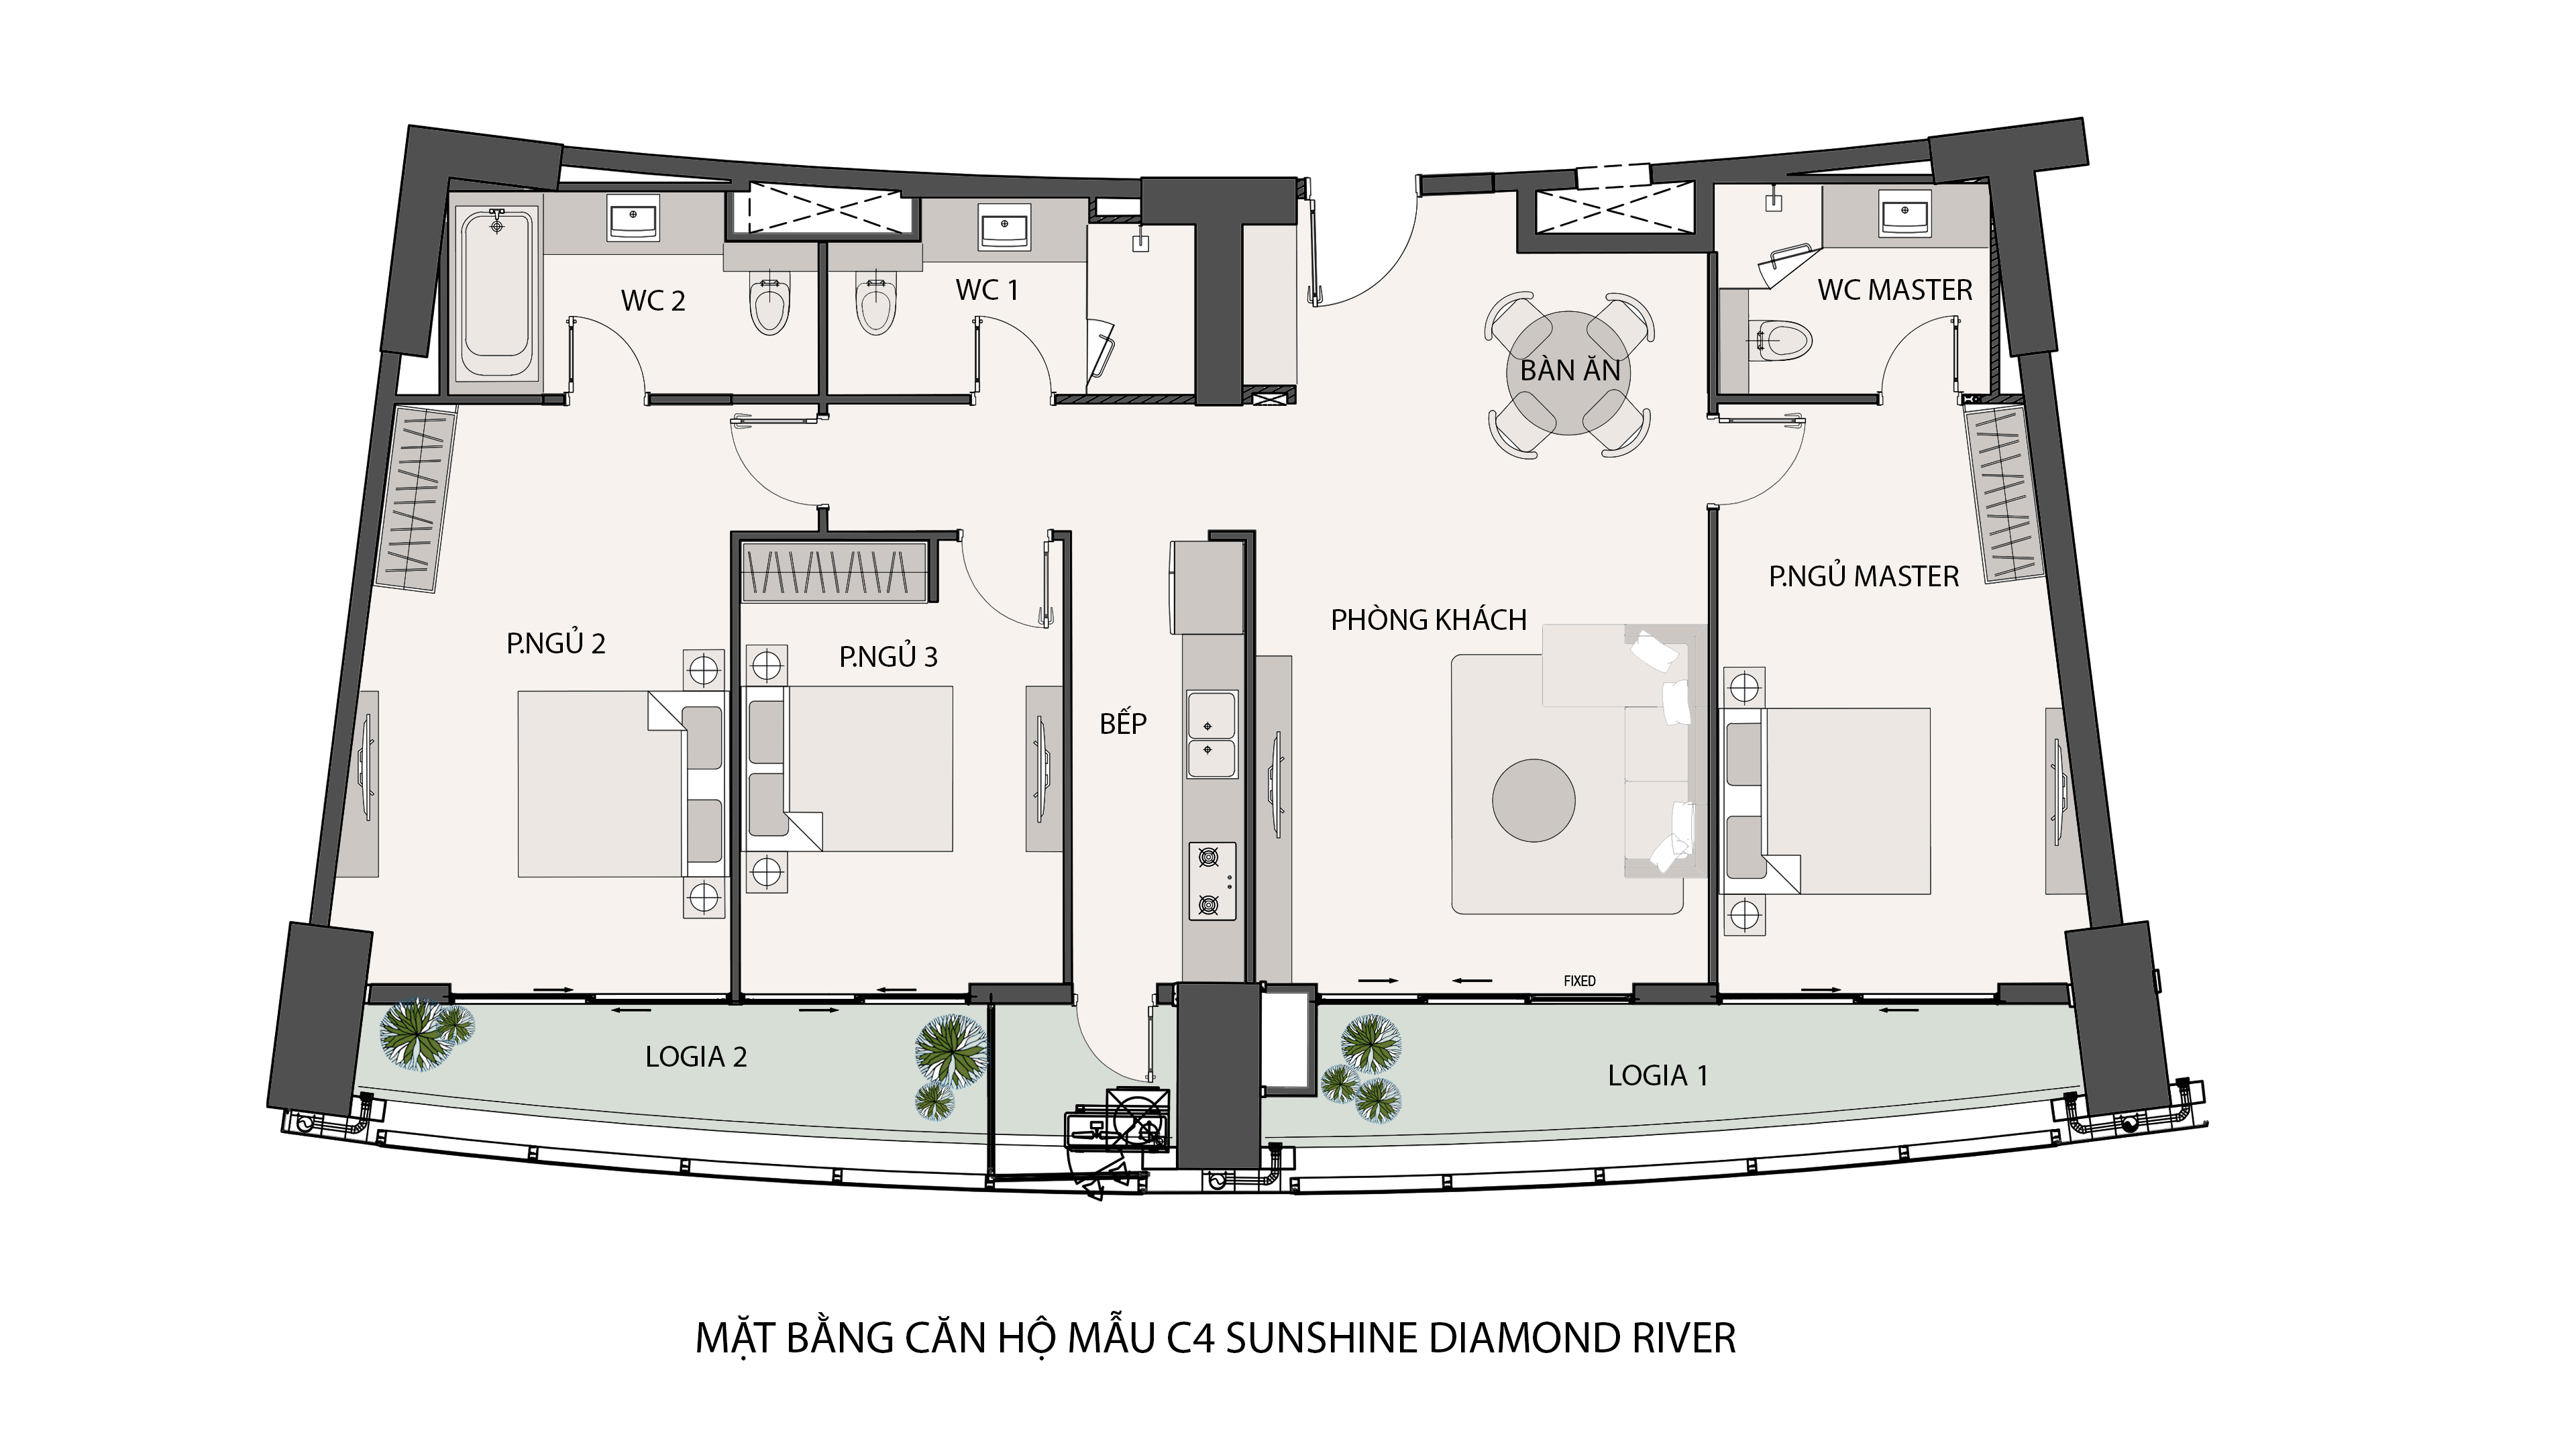 WC 2
WC 1
WC MASTER
BÀN ĂN
P.NGỦ MASTER
PHÒNG KHÁCH
P.NGỦ 2
P.NGỦ 3
BẾP
FIXED
LOGIA 2
LOGIA 1
MẶT BẰNG CĂN HỘ MẪU C4 SUNSHINE DIAMOND RIVER